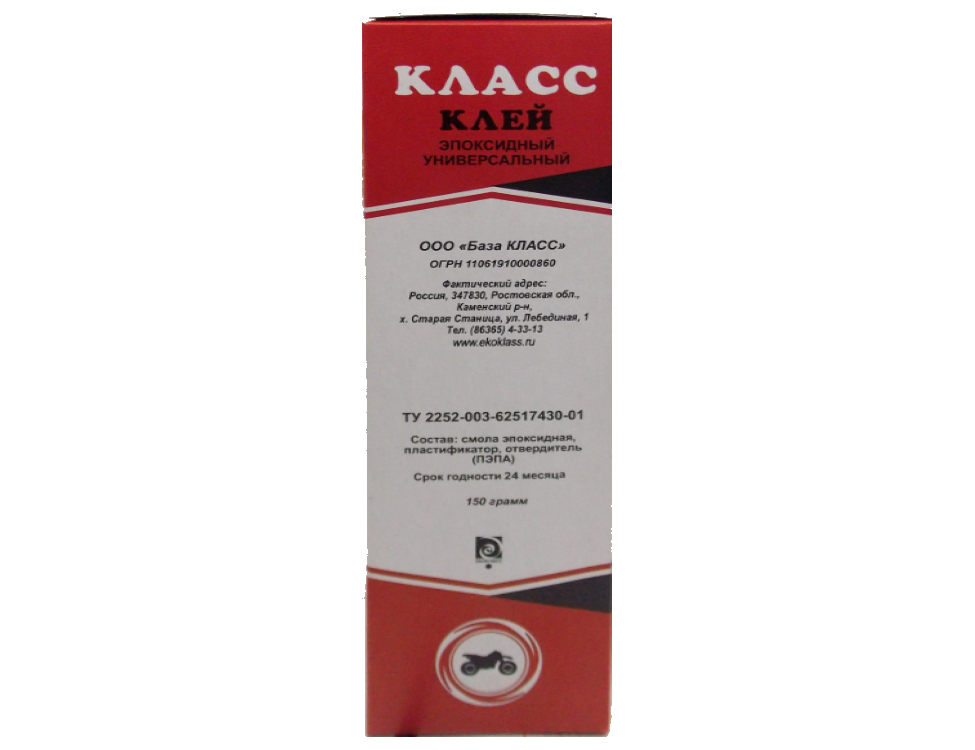 КЛАСС
КЛЕЙ
ЭПОКСИДНЫЙ
УНИВЕРСАЛЬНЫЙ
ООО «База КЛАСС»
ОГРН 11061910000860
Фактический адрес:
Россия, 347830, Ростовская обл.,
Каменский р-н,
х. Старая Станица, ул. Лебединая, 1
Тел. (86365) 4-33-13
www.ekoklass.ru
ТУ 2252-003-62517430-01
Состав: смола эпоксидная,
пластификатор, отвердитель
(ПЭПА)
Срок годности 24 месяца
150 грамм